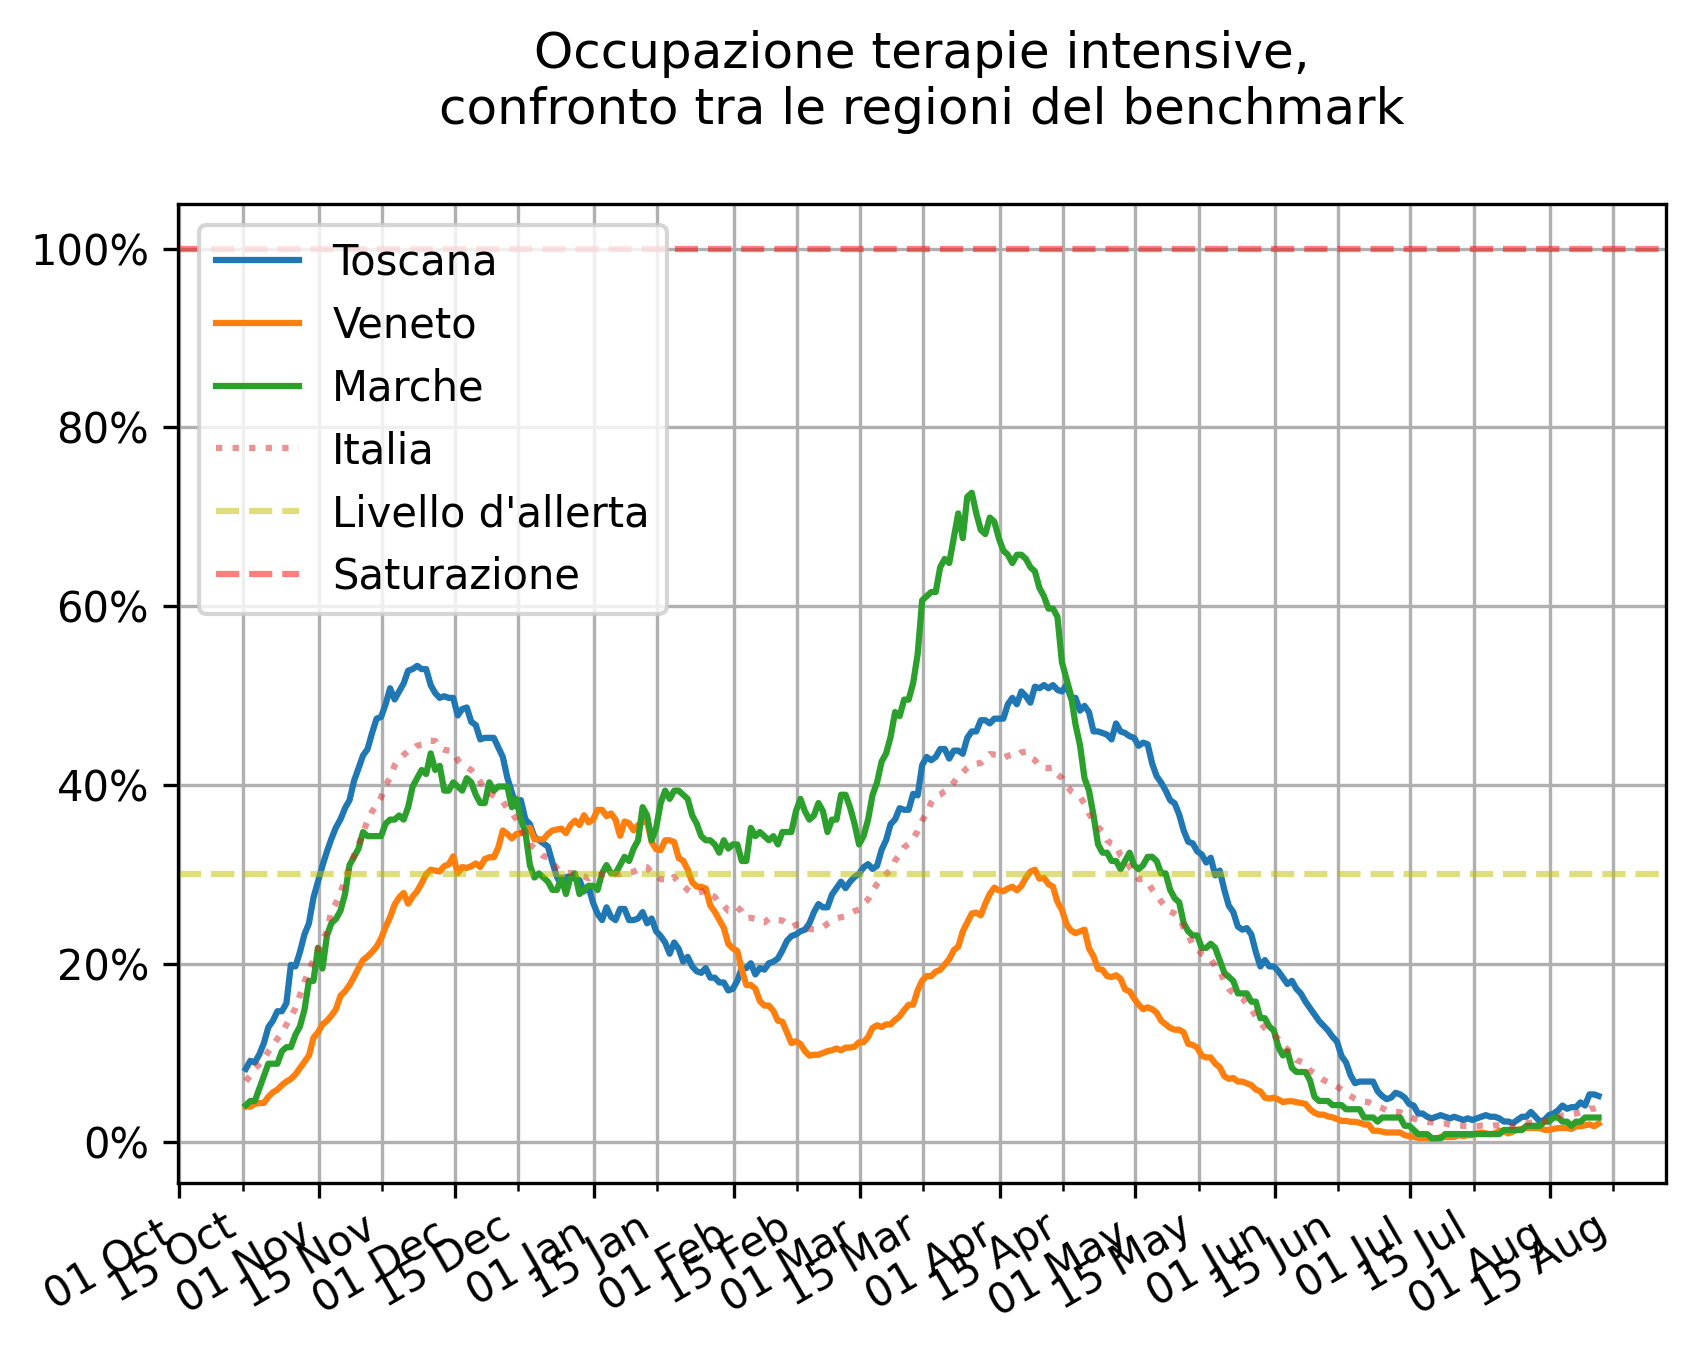 Occupazione terapie intensive,
confronto tra le regioni del benchmark
100%
80%
60%
40%
20%
0%
Toscana
Veneto
Marche
Italia
Livello d'allerta
Saturazione
01 Oct
15 Oct
01 Nov
15 Nov
01 Dec
15 Dec
01 Jan
15 Jan
01 Feb
15 Feb
01 Mar
15 Mar
01 Apr
15 Apr
01 May
15 May
01 Jun
15 Jun
01 Jul
15 Jul
01 Aug
15 Aug